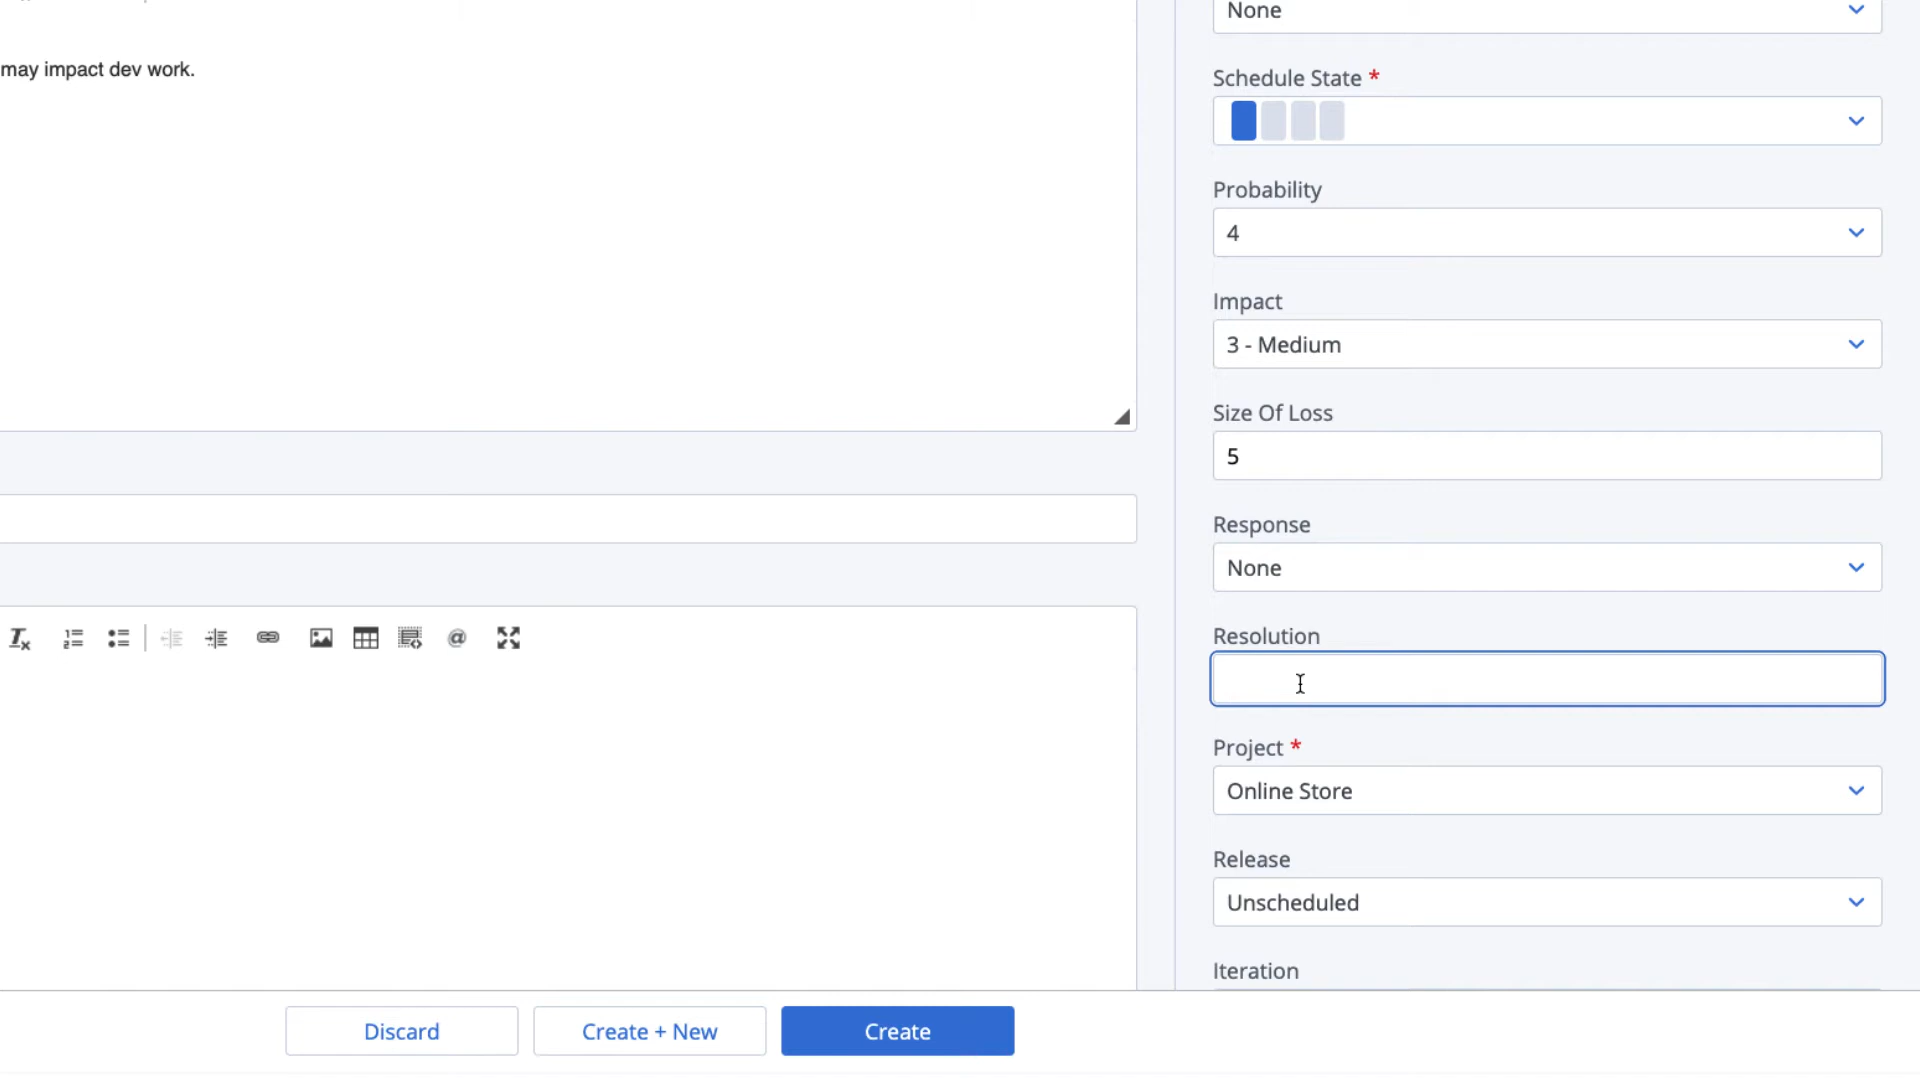 None
may impact dev work.
Schedule State *
Probability
4
Impact
3 - Medium
Size Of Loss
5
Response
None
Resolution
Project *
Online Store
Release
Unscheduled
Iteration
Discard
Create + New
Create